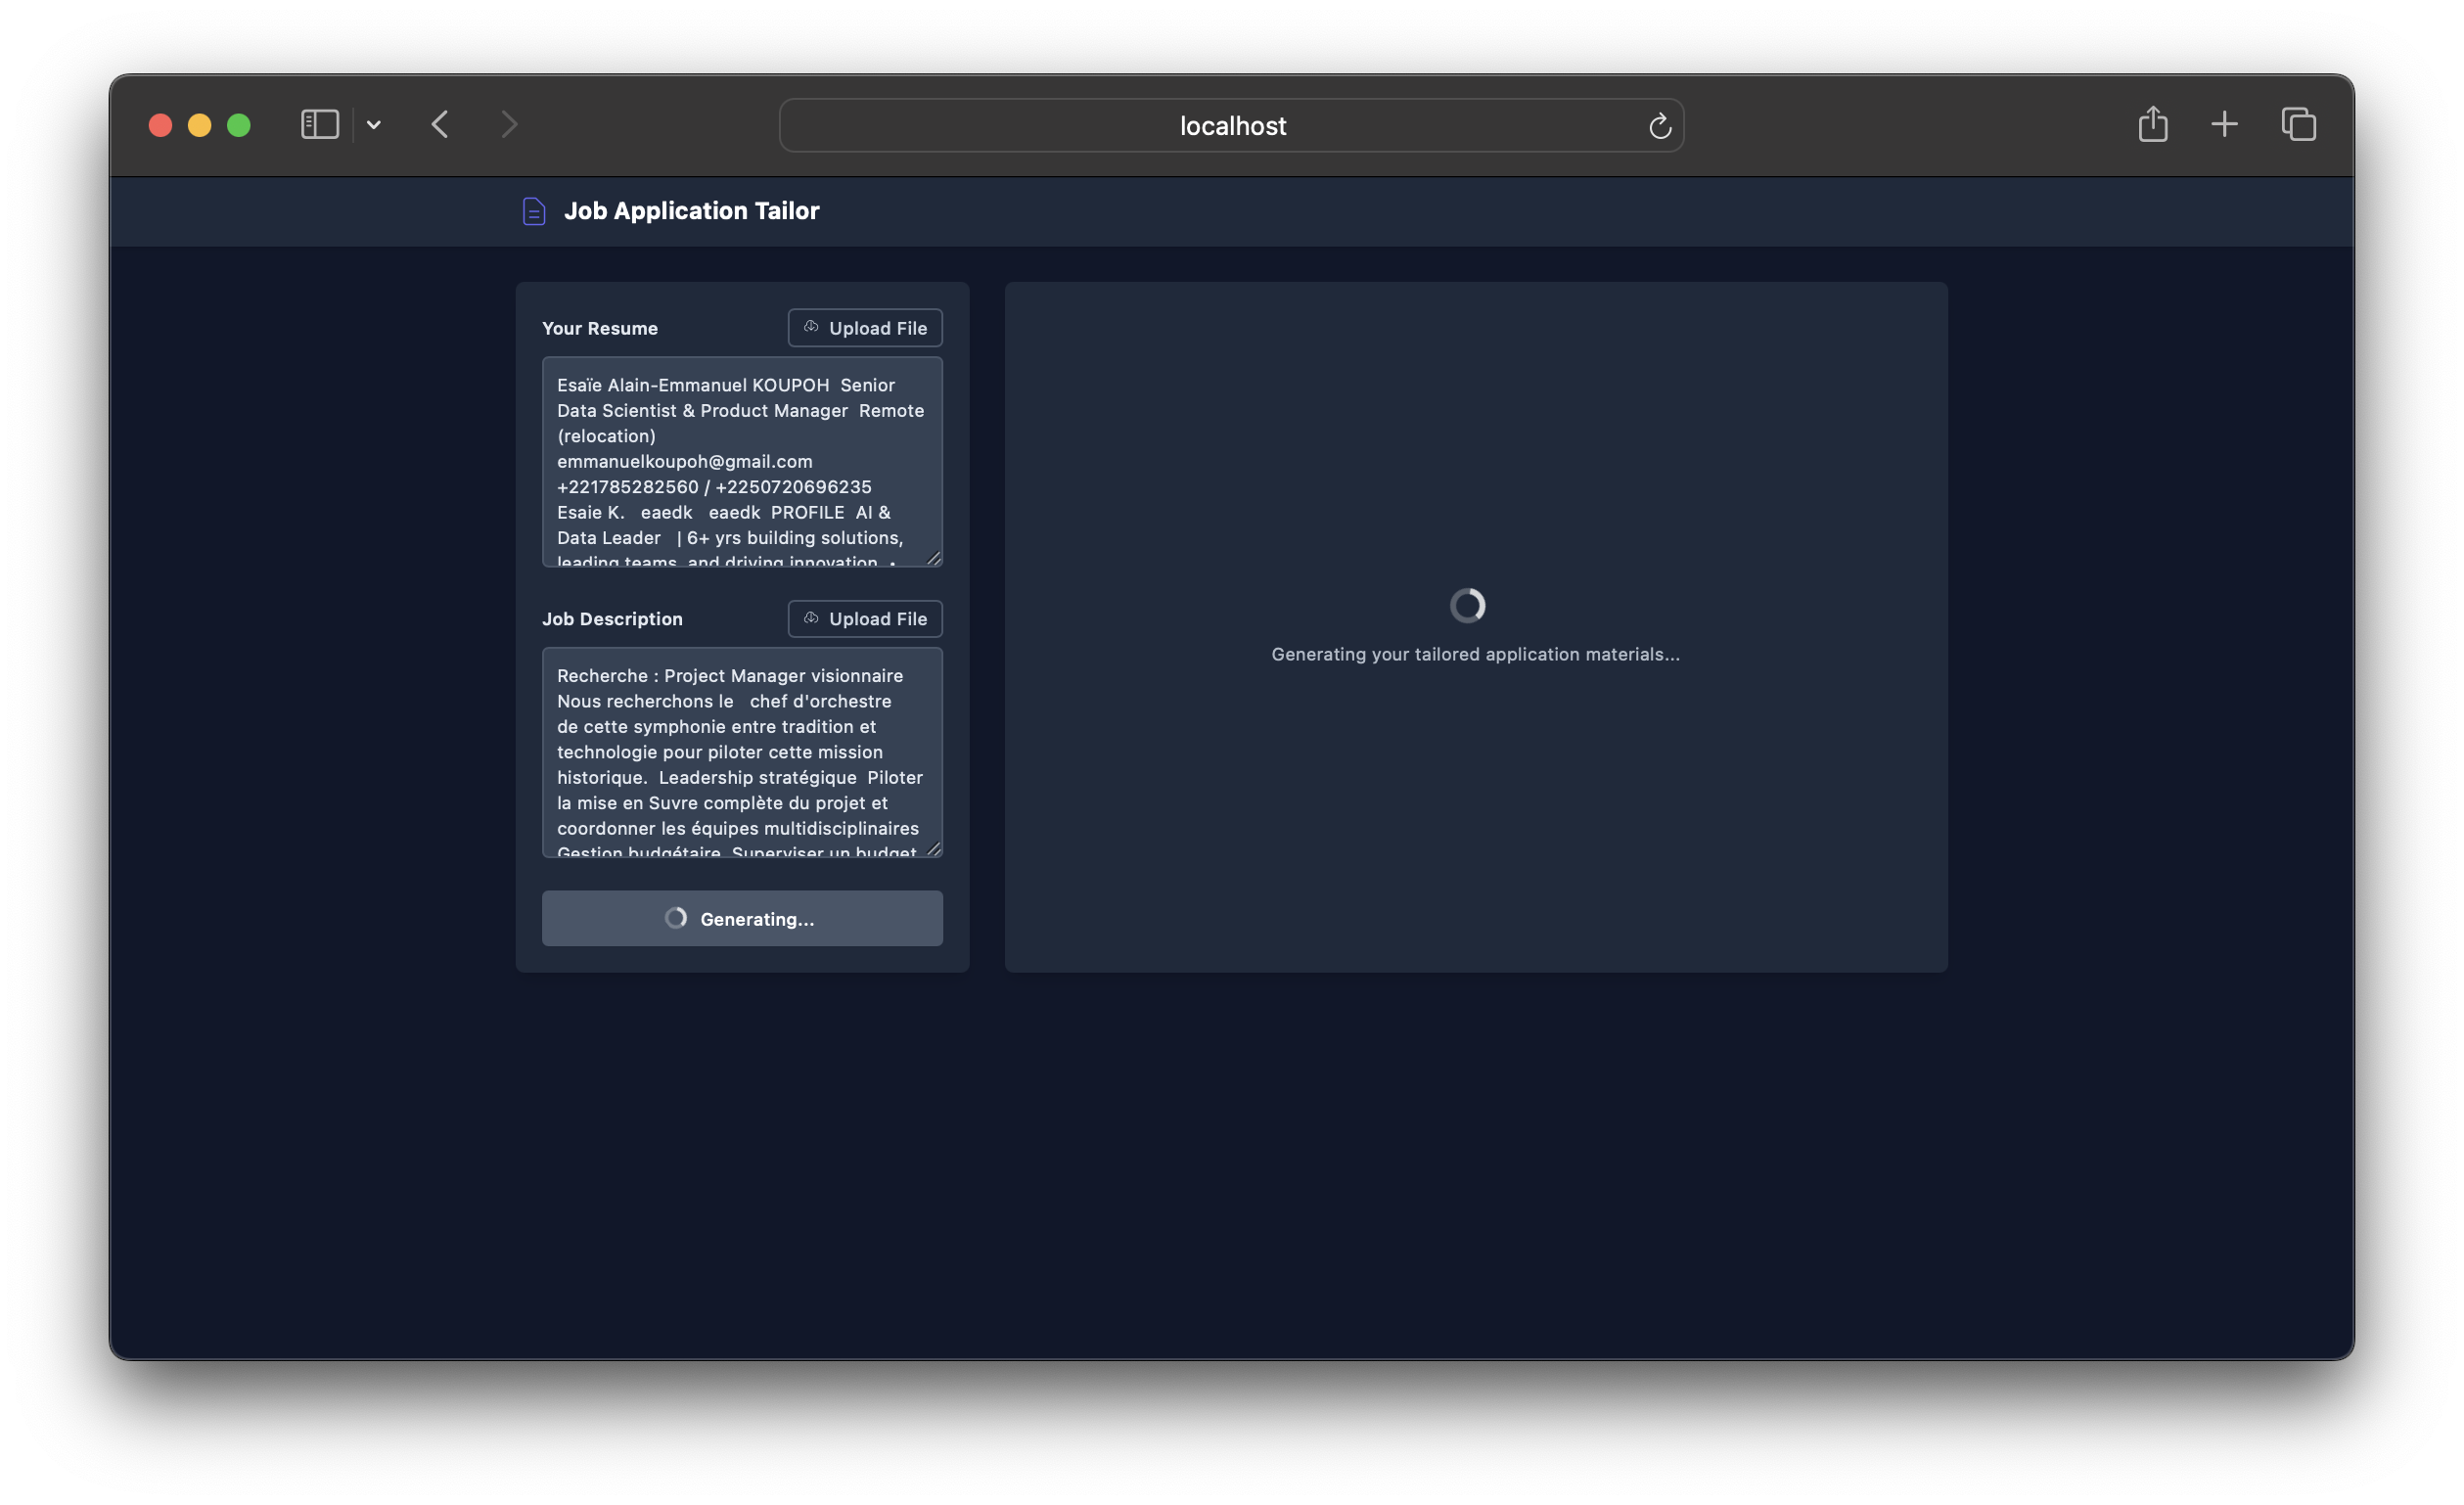 localhost
Job Application Tailor
Your Resume
Upload File
Esaïe Alain-Emmanuel KOUPOH  Senior
Data Scientist & Product Manager  Remote
(relocation)
emmanuelkoupoh@gmail.com
+221785282560 / +2250720696235
Esaie K.   eaedk   eaedk  PROFILE  AI &
Data Leader   | 6+ yrs building solutions,
leading teams, and driving innovation  •
Job Description
Upload File
Recherche : Project Manager visionnaire
Nous recherchons le   chef d'orchestre
de cette symphonie entre tradition et
technologie pour piloter cette mission
historique.  Leadership stratégique  Piloter
la mise en Suvre complète du projet et
coordonner les équipes multidisciplinaires
Gestion budgétaire  Superviser un budget
Generating...
Generating your tailored application materials...